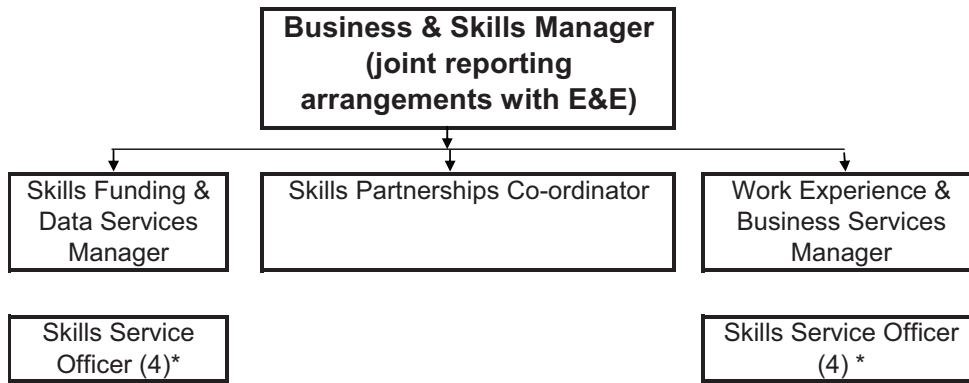 Business & Skills Manager
(joint reporting
arrangements with E&E)
Skills Funding &
Data Services
Manager
Skills Partnerships Co-ordinator
Work Experience &
Business Services
Manager
Skills Service
Officer (4)*
Skills Service Officer
(4) *